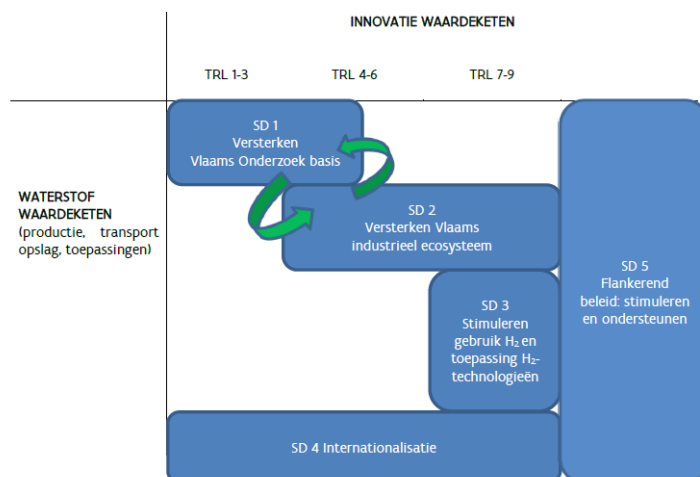 INNOVATIE WAARDEKETEN
TRL 1-3
TRL 4-6
TRL 7-9
WATERSTOF
WAARDEKETEN
(productie, transport
opslag, toepassingen)
SD 1
Versterken
Vlaams Onderzoek basis
SD 2
Versterken Vlaams
industrieel ecosysteem
SD 3
Stimuleren
gebruik H₂ en
toepassing H₂-
technologieën
SD 4 Internationalisatie
SD 5
Flankerend
beleid: stimuleren
en ondersteunen